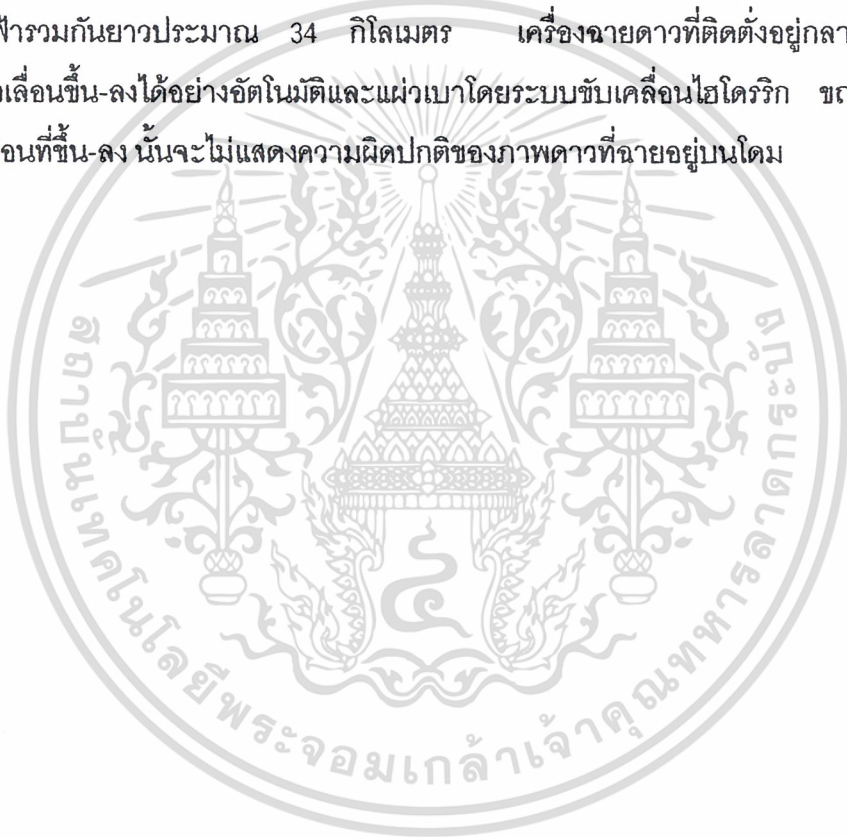 ฟ้ารวมกันยาวประมาณ 34 กิโลเมตร เครื่องฉายดาวที่ติดตั้งอยู่กลา
เลื่อนขึ้น-ลงได้อย่างอัตโนมัติและแผ่วเบาโดยระบบขับเคลื่อนไฮโดรริก ขณ
อนที่ขึ้น-ลง นั้นจะไม่แสดงความผิดปกติของภาพดาวที่ฉายอยู่บนโดม
สถาบันเทคโนโลยีพระจอมเกล้าเจ้าคุณทหารลาดกระบัง